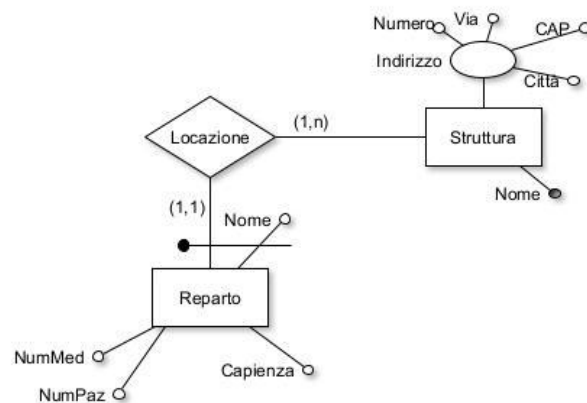 Numero
Via
CAP
Indirizzo
Città
Locazione
(1,n)
Struttura
(1,1)
Nome
Nome
Reparto
NumMed
Capienza
NumPaz